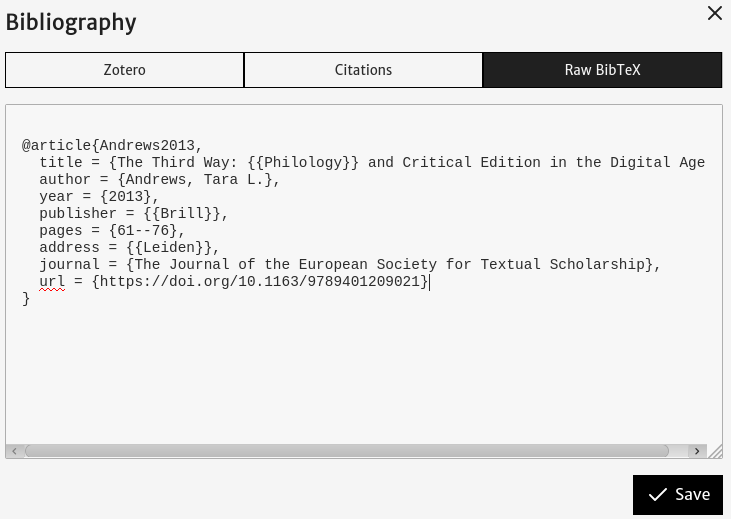 Bibliography
Zotero
Citations
Raw BibTeX
@article{Andrews2013,
  title = {The Third Way: {{Philology}} and Critical Edition in the Digital Age
  author = {Andrews, Tara L.},
  year = {2013},
  publisher = {{Brill}},
  pages = {61--76},
  address = {{Leiden}},
  journal = {The Journal of the European Society for Textual Scholarship},
  url = {https://doi.org/10.1163/9789401209021}
}
Save